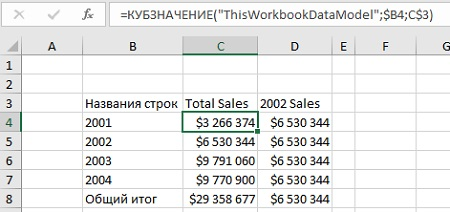 =КУБЗНАЧЕНИЕ("ThisWorkbookDataModel";$B4;C$3)
A B C D E F G
1
2
3 Названия строк Total Sales 2002 Sales
4 2001 $3 266 374 $6 530 344
5 2002 $6 530 344 $6 530 344
6 2003 $9 791 060 $6 530 344
7 2004 $9 770 900 $6 530 344
8 Общий итог $29 358 677 $6 530 344